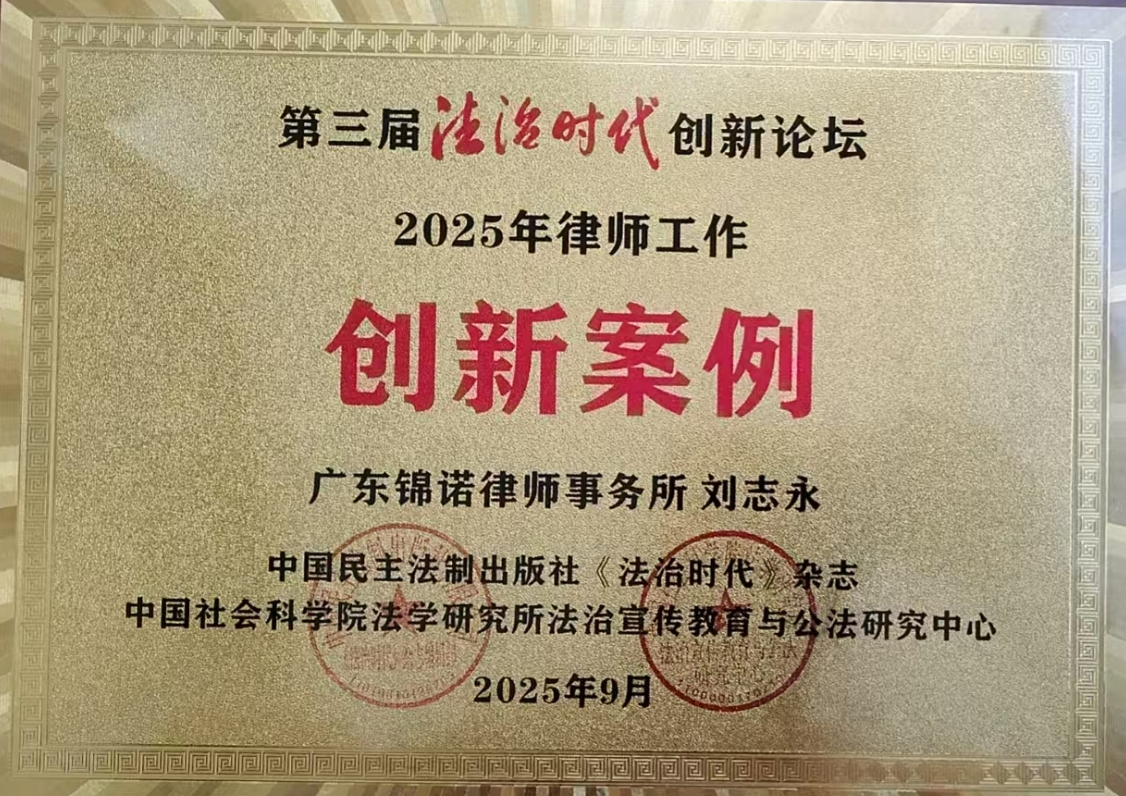 第三届法治时代创新论坛
2025年律师工作
创新案例
广东锦诺律师事务所 刘志永
中国民主法制出版社《法治时代》杂志
中国社会科学院法学研究所法治宣传教育与公法研究中心
2025年9月